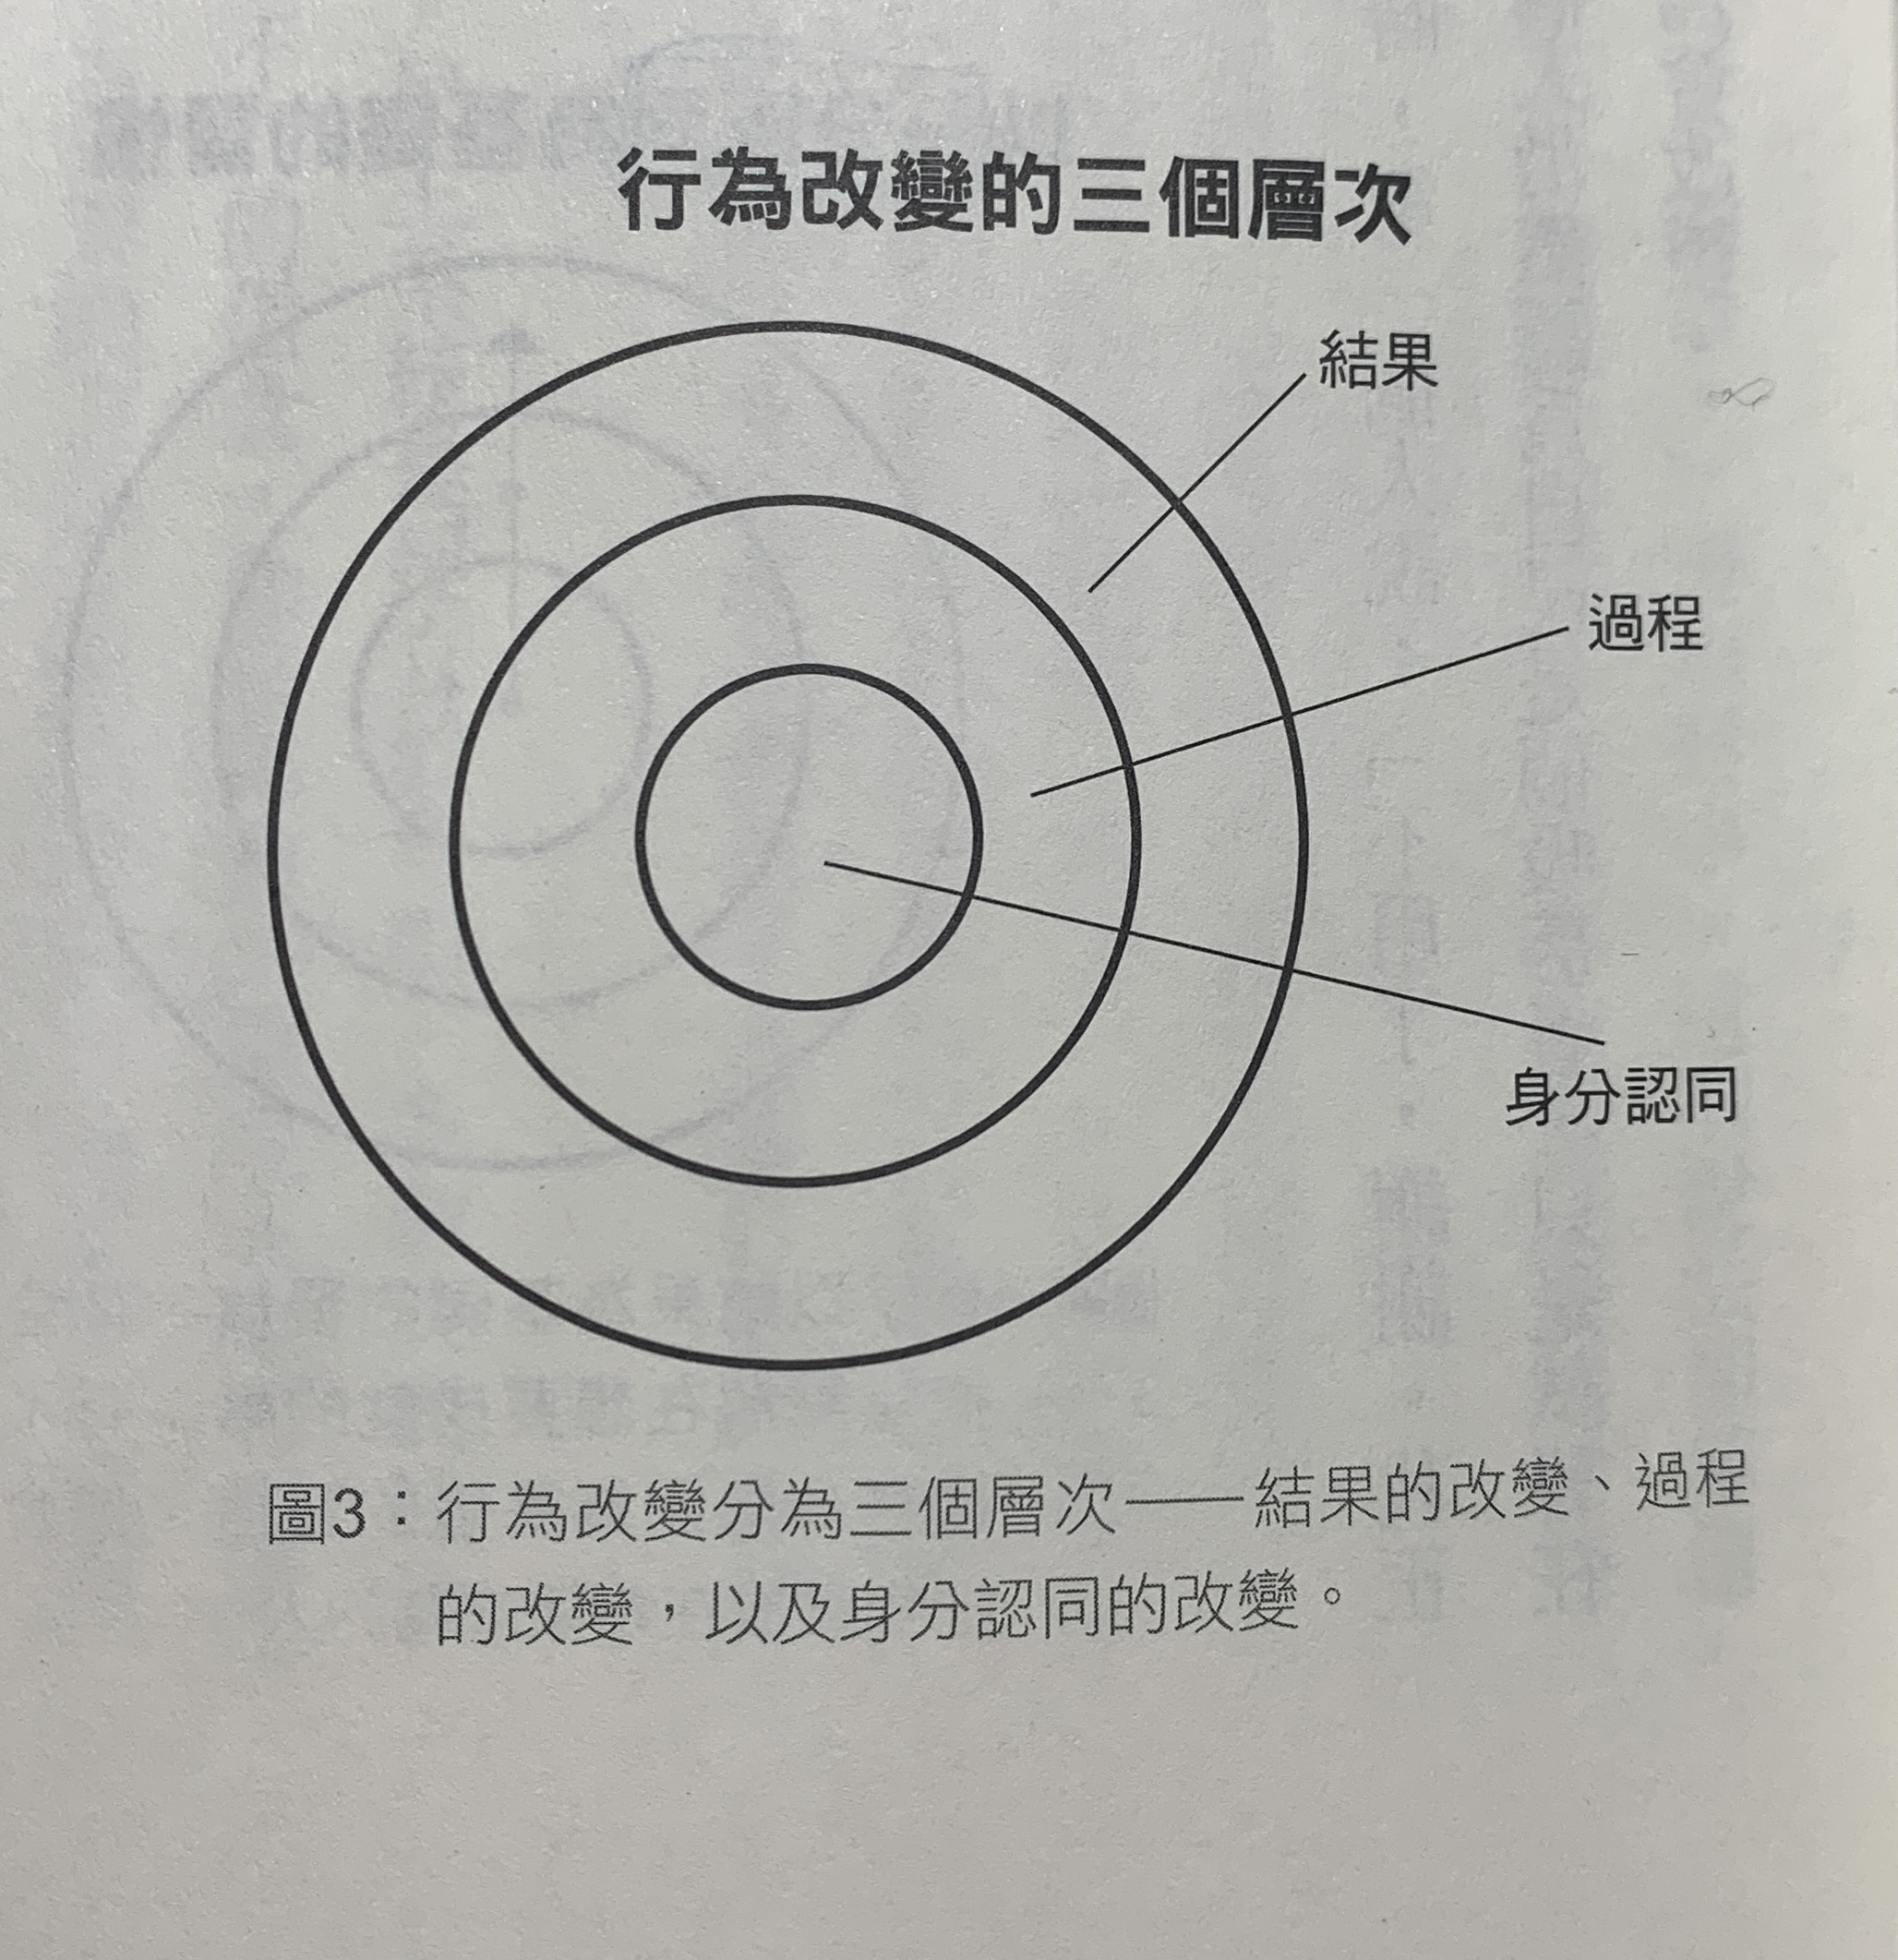 行為改變的三個層次
結果
過程
身分認同
圖3：行為改變分為三個層次——結果的改變、過程
的改變，以及身分認同的改變。